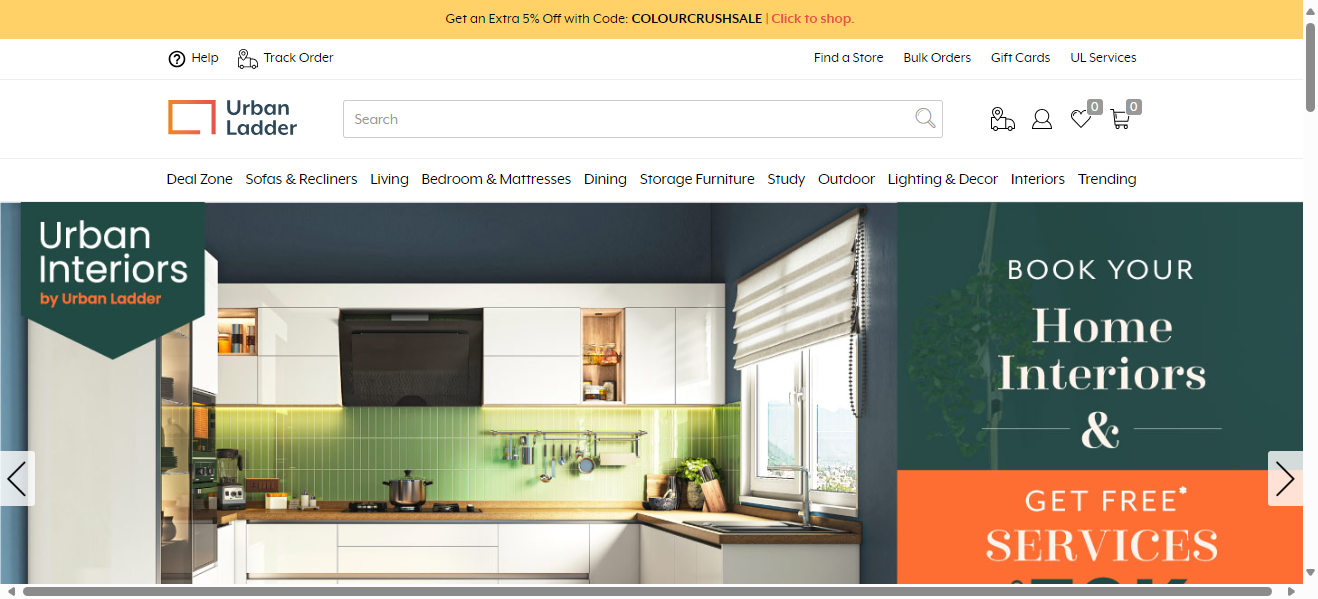 Get an Extra 5% Off with Code: COLOURCRUSHSALE | Click to shop.
Help Track Order Find a Store Bulk Orders Gift Cards UL Services
Urban
Ladder
Search
0 0
Deal Zone Sofas & Recliners Living Bedroom & Mattresses Dining Storage Furniture Study Outdoor Lighting & Decor Interiors Trending
Urban
Interiors
by Urban Ladder
BOOK YOUR
Home
Interiors
&
GET FREE*
SERVICES